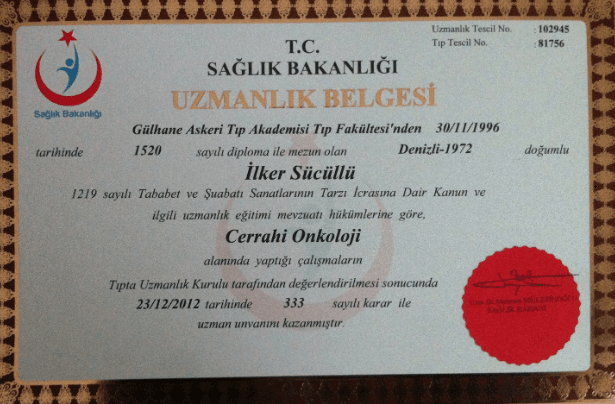 Uzmanlık Tescil No. : 102945
Tıp Tescil No. : 81756
Sağlık Bakanlığı
T.C.
SAĞLIK BAKANLIĞI
UZMANLIK BELGESİ
Gülhane Askeri Tıp Akademisi Tıp Fakültesi'nden 30/11/1996
tarihinde 1520 sayılı diploma ile mezun olan Denizli-1972 doğumlu
İlker Sücüllü
1219 sayılı Tababet ve Şuabatı Sanatlarının Tarzı İcrasına Dair Kanun ve
ilgili uzmanlık eğitimi mevzuatı hükümlerine göre,
Cerrahi Onkoloji
alanında yaptığı çalışmaların
Tıpta Uzmanlık Kurulu tarafından değerlendirilmesi sonucunda
23/12/2012 tarihinde 333 sayılı karar ile
uzman unvanını kazanmıştır.
SAĞLIK BAKANI